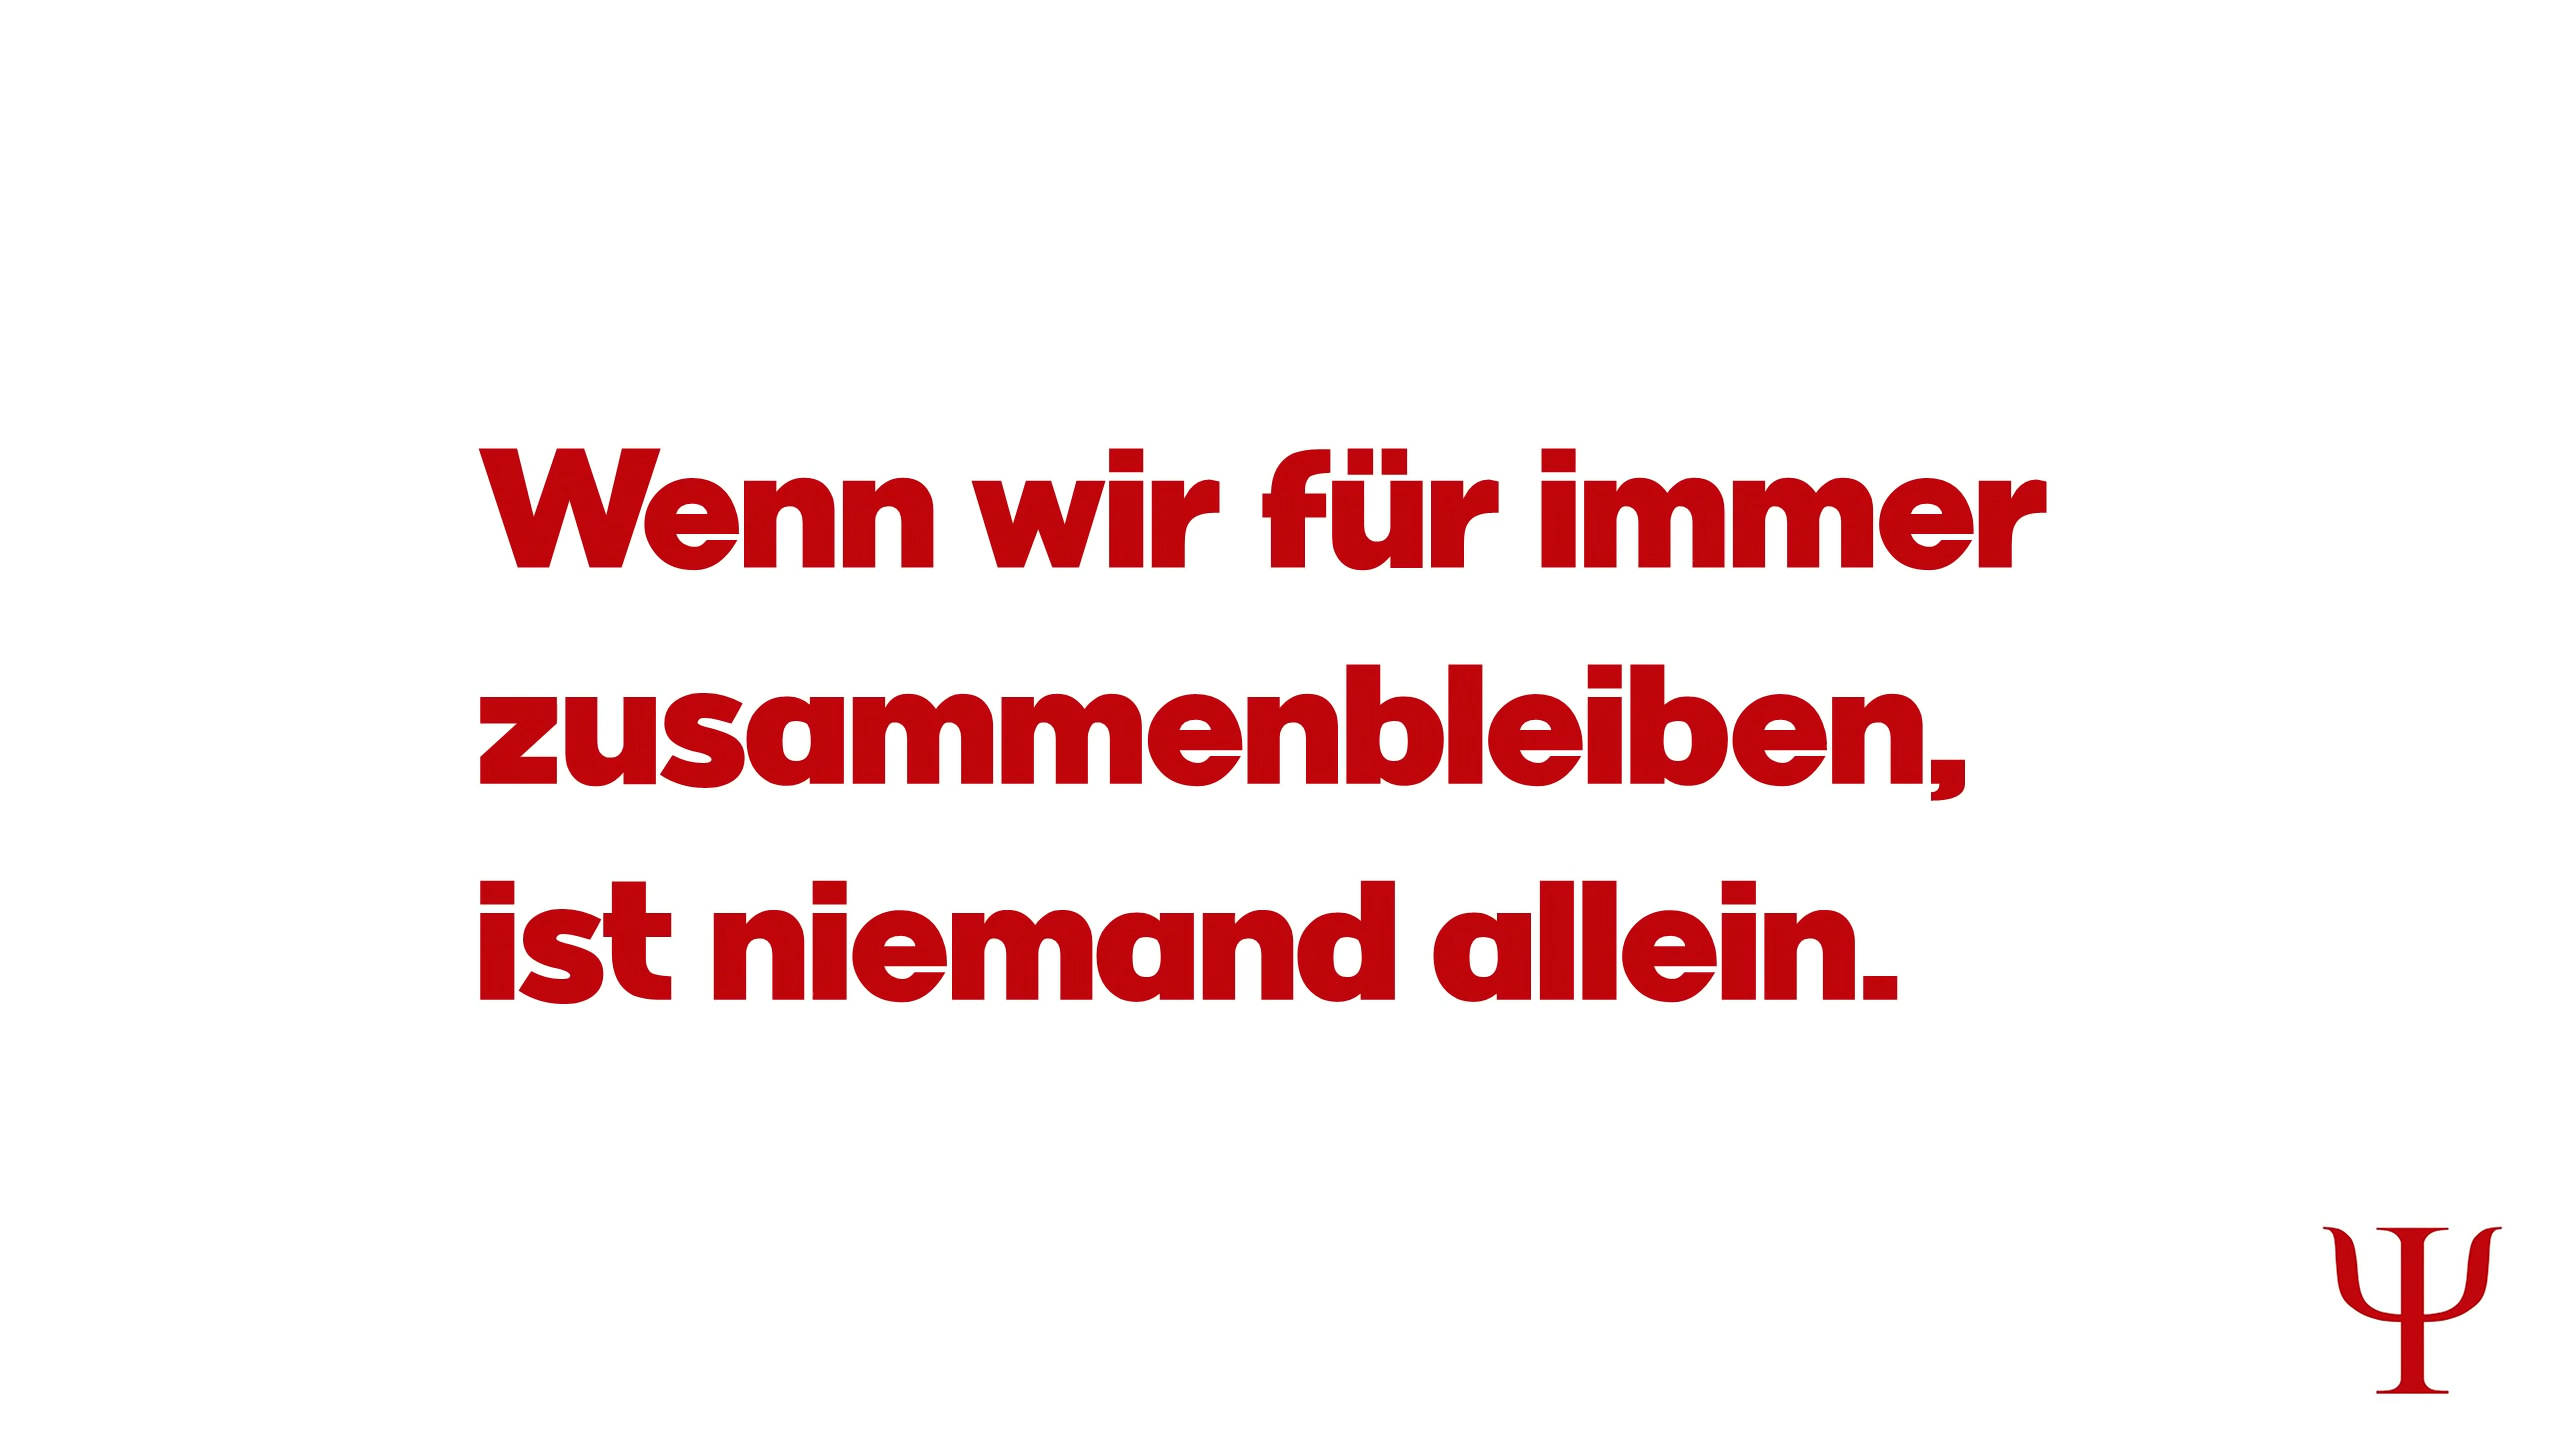 Wenn wir für immer
zusammenbleiben,
ist niemand allein.
Ψ